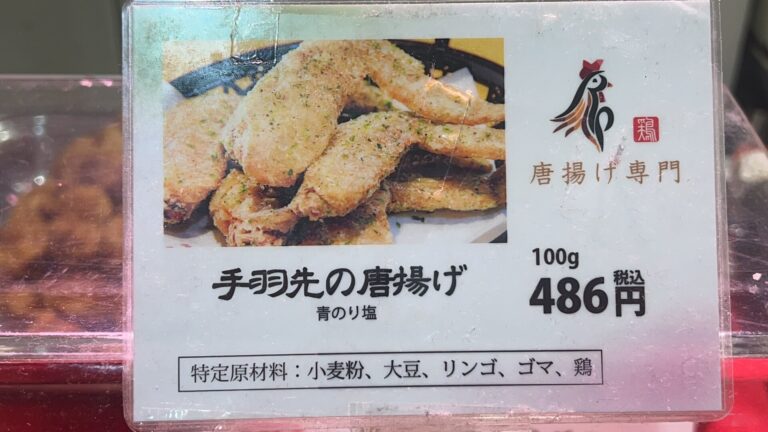 鶏
唐揚げ専門
手羽先の唐揚げ
青のり塩
100g
486円 税込
特定原材料：小麦粉、大豆、リンゴ、ゴマ、鶏